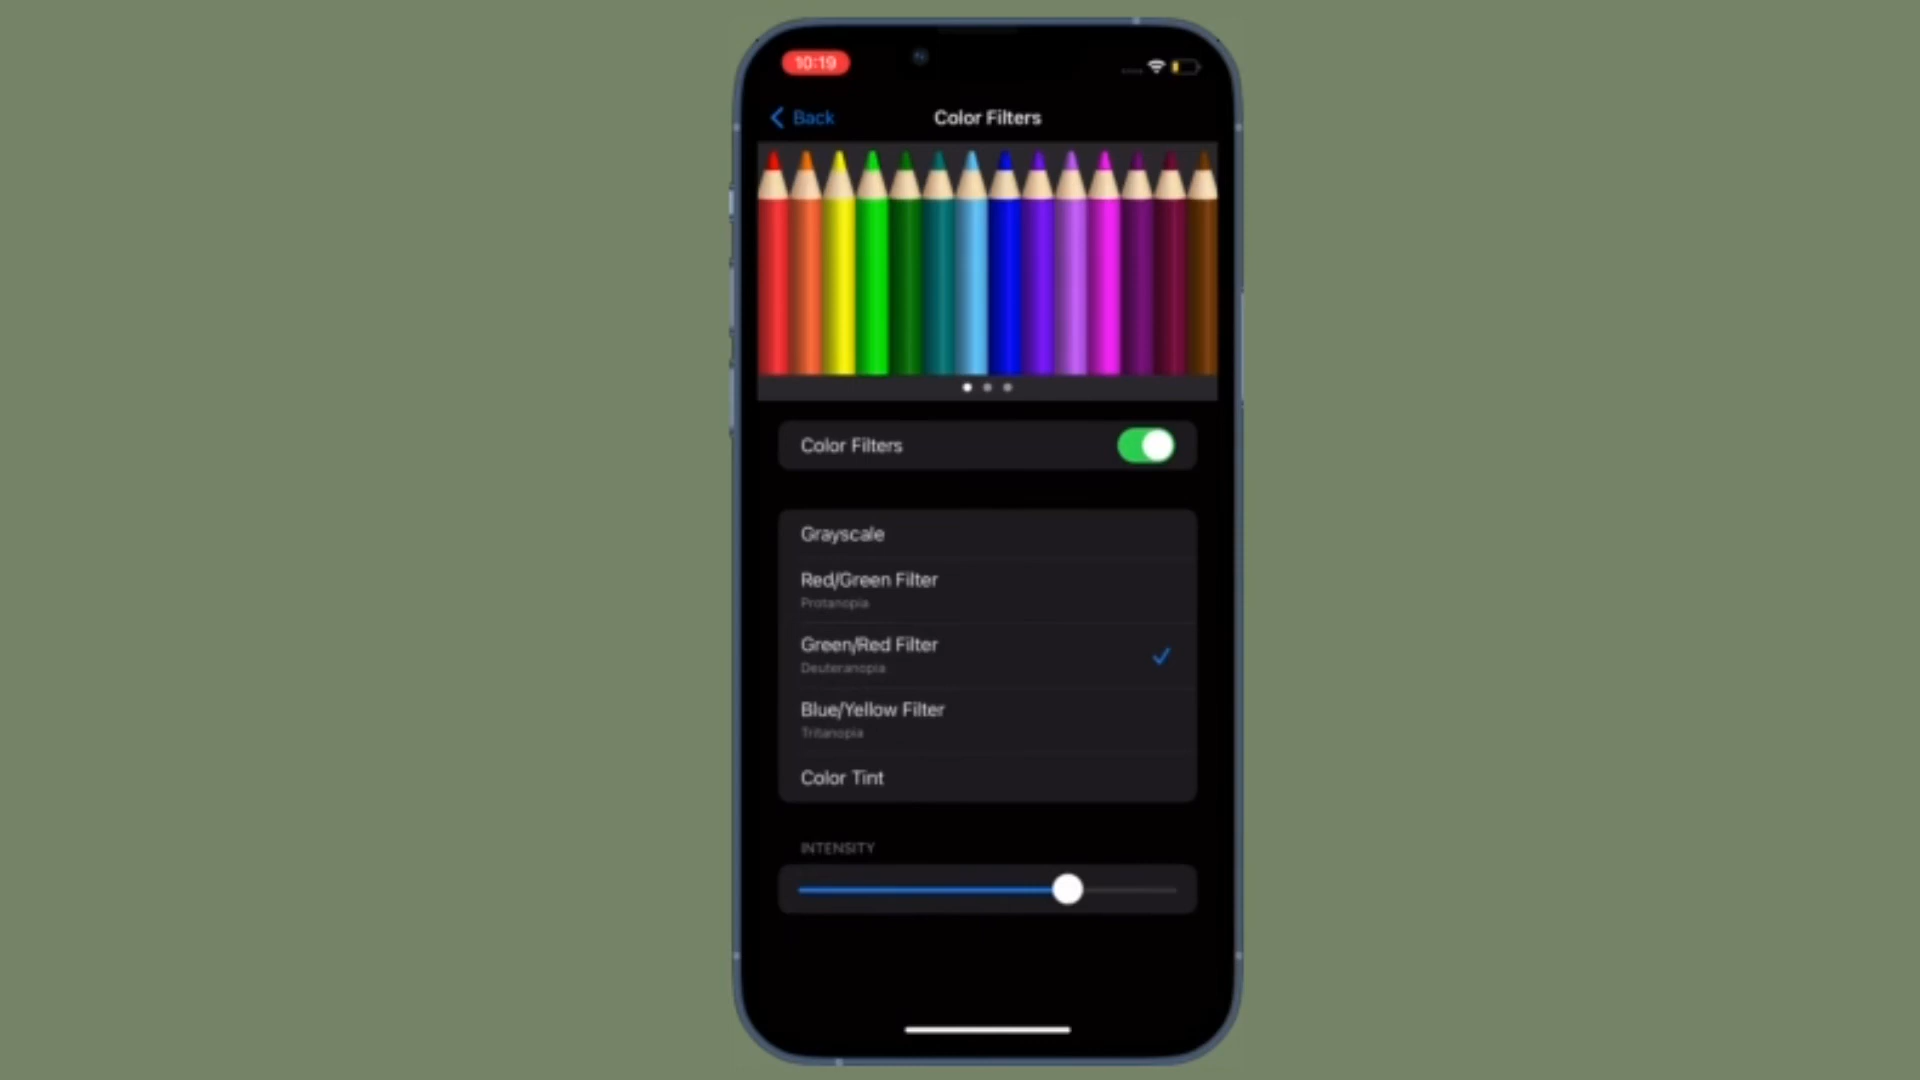 10:19
Back
Color Filters
Color Filters
Grayscale
Red/Green Filter
Protanopia
Green/Red Filter
Deuteranopia
Blue/Yellow Filter
Tritanopia
Color Tint
INTENSITY